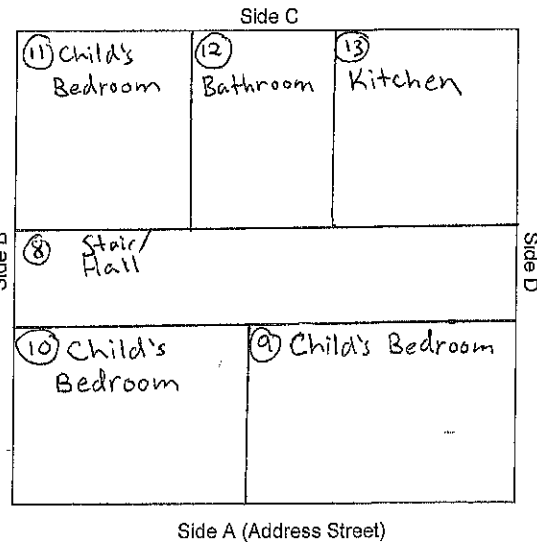 Side C
11 Child's
Bedroom
12
Bathroom
13
Kitchen
Side B
8 Stair/
Hall
Side D
10 Child's
Bedroom
9 Child's Bedroom
Side A (Address Street)